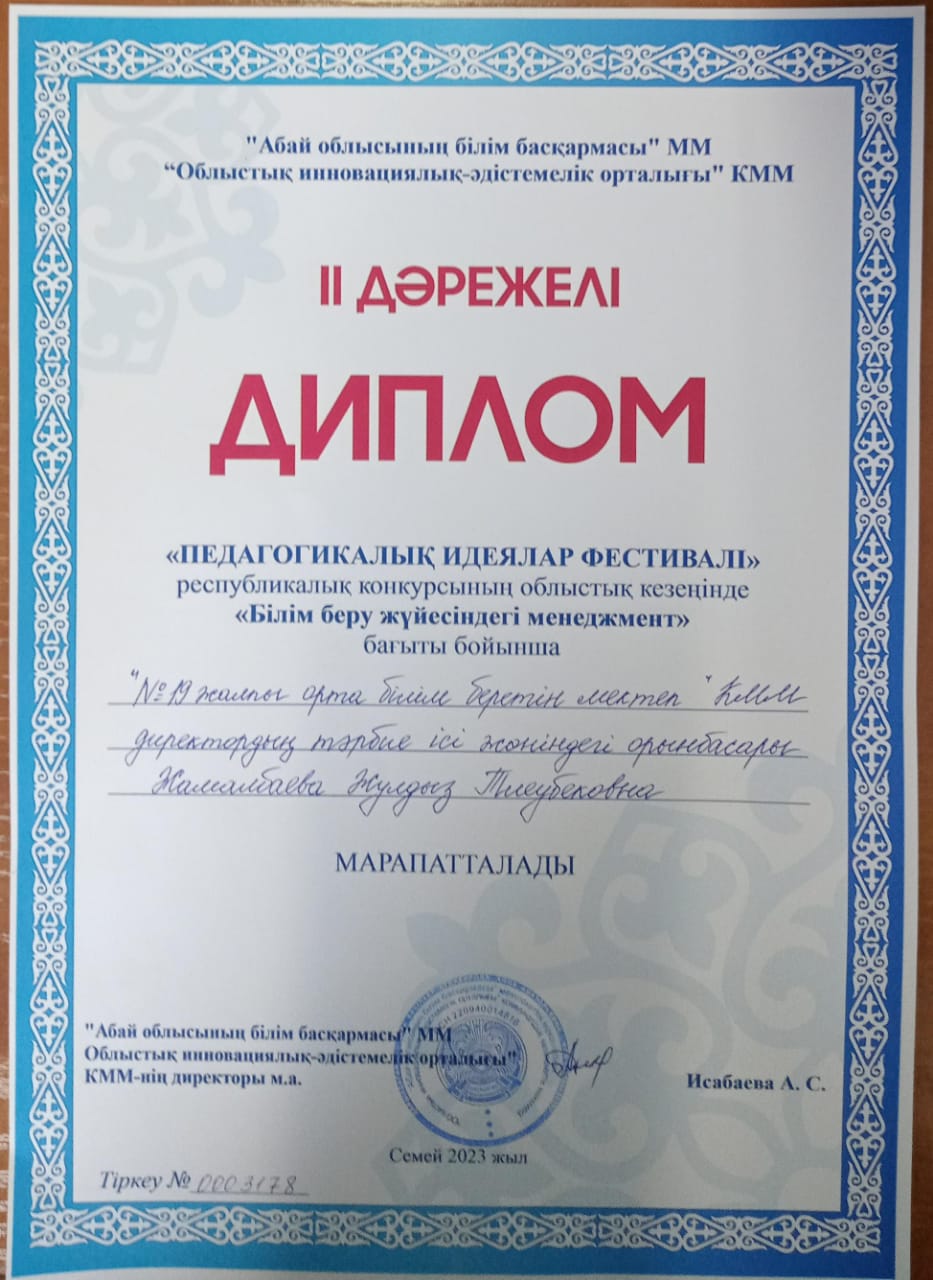 "Абай облысының білім басқармасы" ММ
“Облыстық инновациялық-әдістемелік орталығы" КММ
ІІ ДӘРЕЖЕЛІ
ДИПЛОМ
«ПЕДАГОГИКАЛЫҚ ИДЕЯЛАР ФЕСТИВАЛІ»
республикалық конкурсының облыстық кезеңінде
«Білім беру жүйесіндегі менеджмент»
бағыты бойынша
"№19 жалпы орта білім беретін мектеп" КММ
директордың тәрбие ісі жөніндегі орынбасары
Жамалбаева Жулдыз Тлеубековна
МАРАПАТТАЛАДЫ
"Абай облысының білім басқармасы" ММ
Облыстық инновациялық-әдістемелік орталығы"
КММ-нің директоры м.а.
Исабаева А. С.
220940014816
Семей 2023 жыл
Тіркеу № 0003178